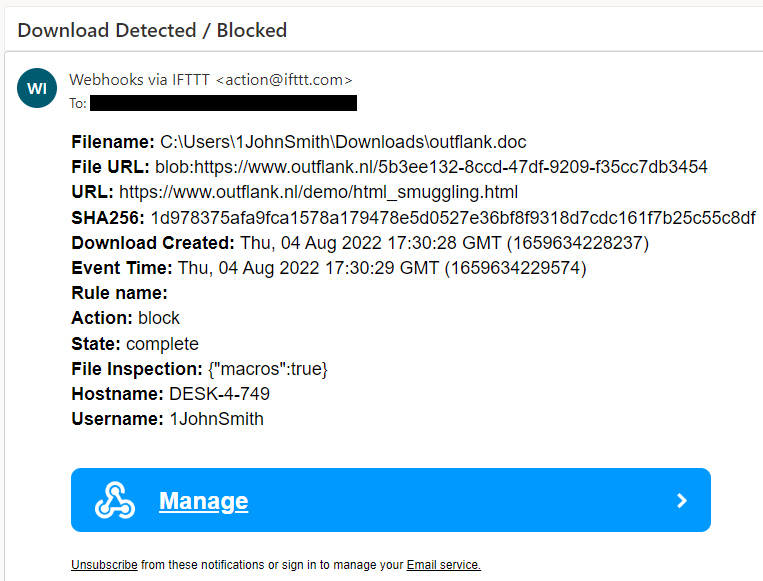 Download Detected / Blocked
WI
Webhooks via IFTTT <action@ifttt.com>
To:
Filename: C:\Users\1JohnSmith\Downloads\outflank.doc
File URL: blob:https://www.outflank.nl/5b3ee132-8ccd-47df-9209-f35cc7db3454
URL: https://www.outflank.nl/demo/html_smuggling.html
SHA256: 1d978375afa9fca1578a179478e5d0527e36bf8f9318d7cdc161f7b25c55c8df
Download Created: Thu, 04 Aug 2022 17:30:28 GMT (1659634228237)
Event Time: Thu, 04 Aug 2022 17:30:29 GMT (1659634229574)
Rule name:
Action: block
State: complete
File Inspection: {"macros":true}
Hostname: DESK-4-749
Username: 1JohnSmith
Manage
Unsubscribe from these notifications or sign in to manage your Email service.